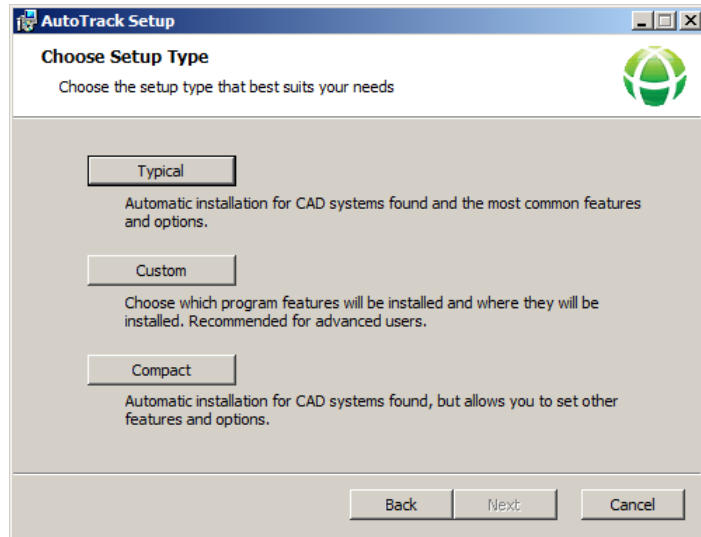 AutoTrack Setup
Choose Setup Type
Choose the setup type that best suits your needs
Typical
Automatic installation for CAD systems found and the most common features
and options.
Custom
Choose which program features will be installed and where they will be
installed. Recommended for advanced users.
Compact
Automatic installation for CAD systems found, but allows you to set other
features and options.
Back Next Cancel